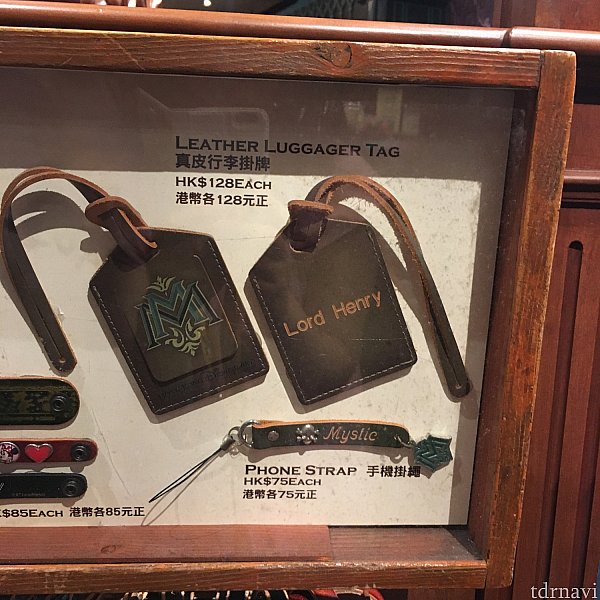 LEATHER LUGGAGER TAG
真皮行李掛牌
HK$128EACH
港幣各128元正
Lord Henry
Mystic
PHONE STRAP 手機掛繩
HK$75EACH
港幣各75元正
$85EACH 港幣各85元正
tdrnavi